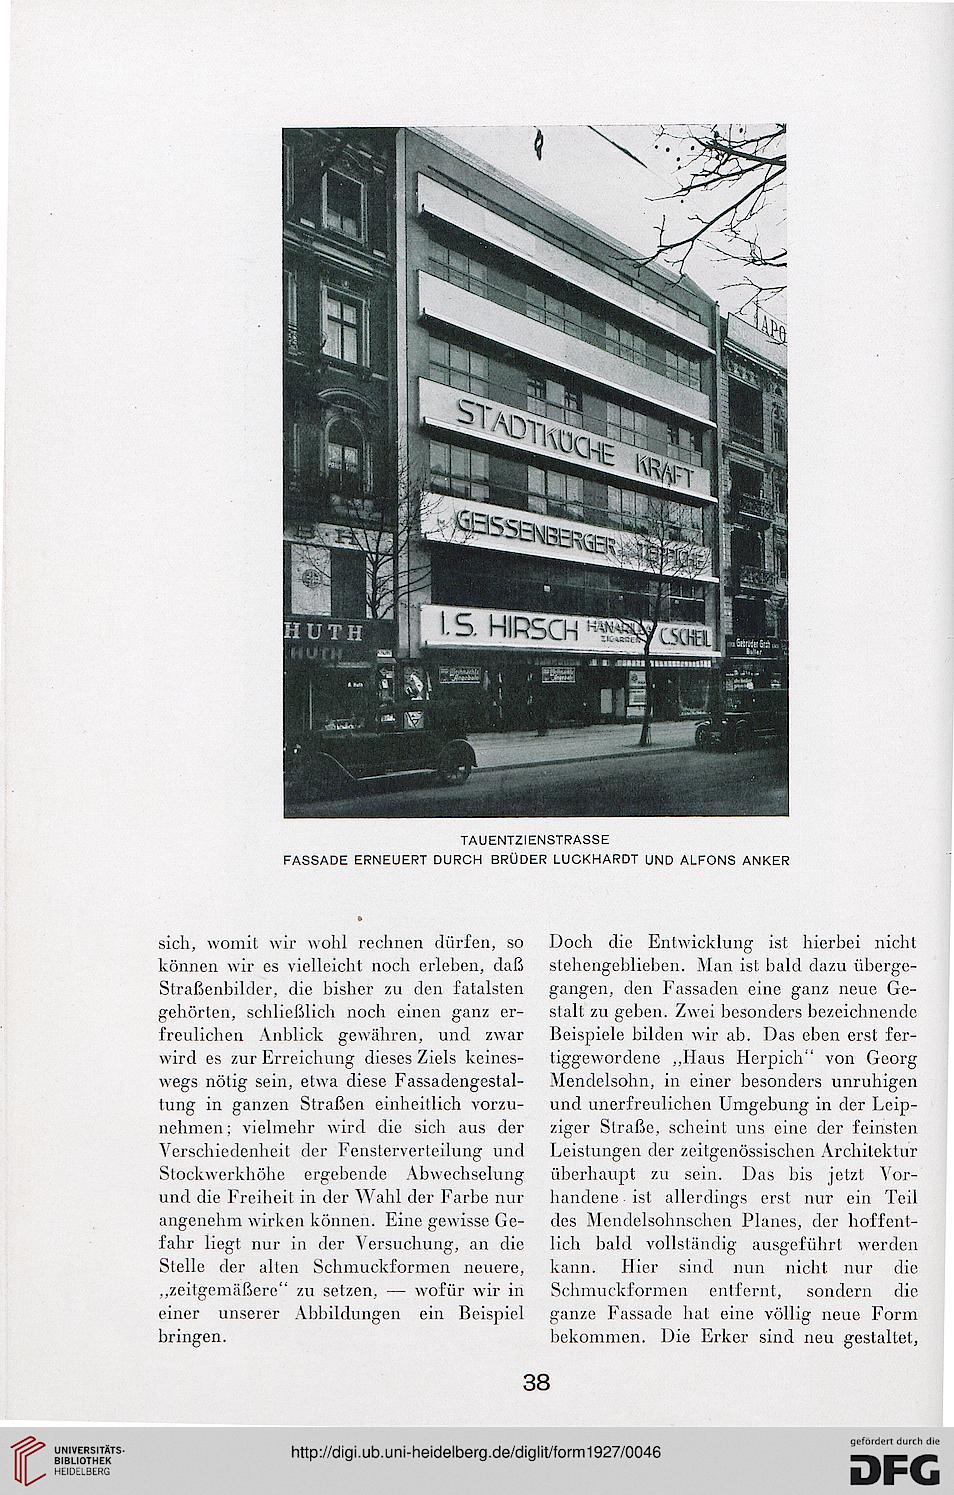 APO
STADTKÜCHE KRAFT
GEISSENBERGER TEPPICHE
I.S. HIRSCH HANARILLA ZIGARREN C.SCHEIL
HUTH
HUTH
A. Huth
Weihnachts
Angebote
Gebrüder Groh
Butter
TAUENTZIENSTRASSE
FASSADE ERNEUERT DURCH BRÜDER LUCKHARDT UND ALFONS ANKER
sich, womit wir wohl rechnen dürfen, so
können wir es vielleicht noch erleben, daß
Straßenbilder, die bisher zu den fatalsten
gehörten, schließlich noch einen ganz er-
freulichen Anblick gewähren, und zwar
wird es zur Erreichung dieses Ziels keines-
wegs nötig sein, etwa diese Fassadengestal-
tung in ganzen Straßen einheitlich vorzu-
nehmen; vielmehr wird die sich aus der
Verschiedenheit der Fensterverteilung und
Stockwerkhöhe ergebende Abwechselung
und die Freiheit in der Wahl der Farbe nur
angenehm wirken können. Eine gewisse Ge-
fahr liegt nur in der Versuchung, an die
Stelle der alten Schmuckformen neuere,
„zeitgemäßere“ zu setzen, — wofür wir in
einer unserer Abbildungen ein Beispiel
bringen.
Doch die Entwicklung ist hierbei nicht
stehengeblieben. Man ist bald dazu überge-
gangen, den Fassaden eine ganz neue Ge-
stalt zu geben. Zwei besonders bezeichnende
Beispiele bilden wir ab. Das eben erst fer-
tiggewordene „Haus Herpich“ von Georg
Mendelsohn, in einer besonders unruhigen
und unerfreulichen Umgebung in der Leip-
ziger Straße, scheint uns eine der feinsten
Leistungen der zeitgenössischen Architektur
überhaupt zu sein. Das bis jetzt Vor-
handene ist allerdings erst nur ein Teil
des Mendelsohnschen Planes, der hoffent-
lich bald vollständig ausgeführt werden
kann. Hier sind nun nicht nur die
Schmuckformen entfernt, sondern die
ganze Fassade hat eine völlig neue Form
bekommen. Die Erker sind neu gestaltet,
38
UNIVERSITÄTS-
BIBLIOTHEK
HEIDELBERG
http://digi.ub.uni-heidelberg.de/diglit/form1927/0046
gefördert durch die
DFG